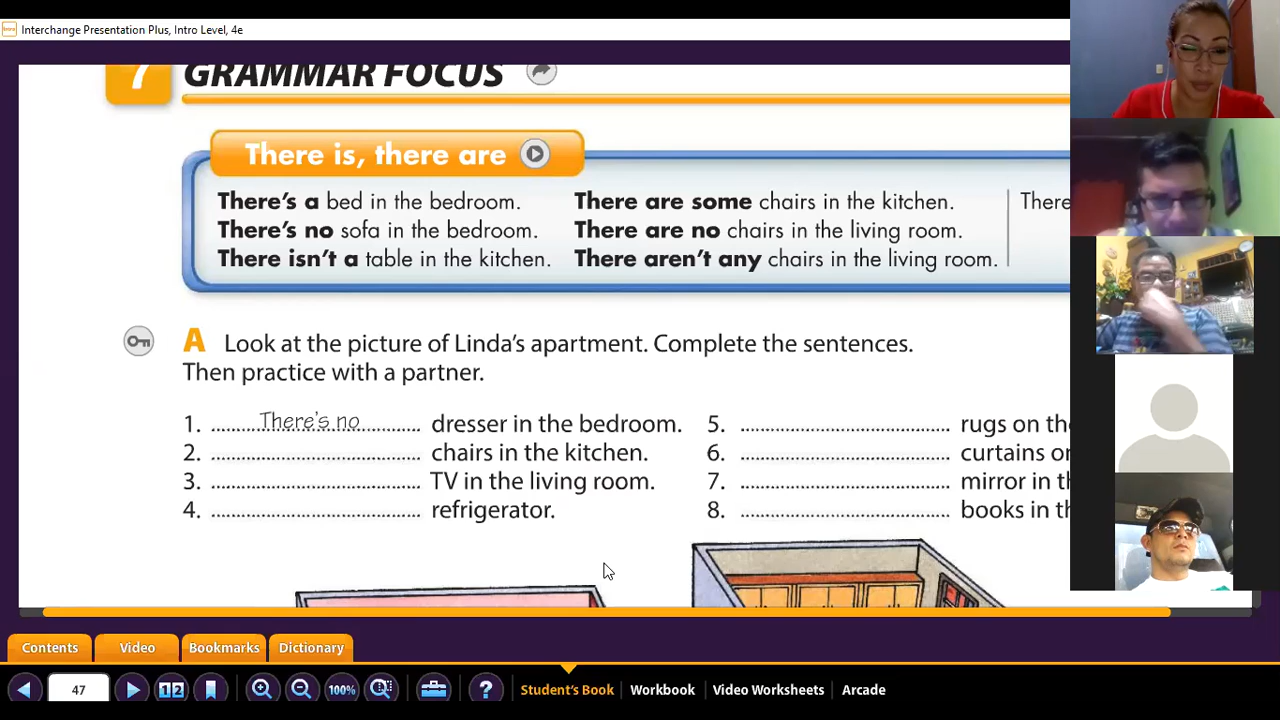 Interchange Presentation Plus, Intro Level, 4e
7 GRAMMAR FOCUS
There is, there are
There's a bed in the bedroom. There are some chairs in the kitchen. There
There's no sofa in the bedroom. There are no chairs in the living room.
There isn't a table in the kitchen. There aren't any chairs in the living room.
A Look at the picture of Linda's apartment. Complete the sentences.
Then practice with a partner.
1. There's no dresser in the bedroom. 5. rugs on the
2. chairs in the kitchen. 6. curtains on
3. TV in the living room. 7. mirror in th
4. refrigerator. 8. books in th
Contents Video Bookmarks Dictionary
47 1 2 100% ? Student's Book Workbook Video Worksheets Arcade